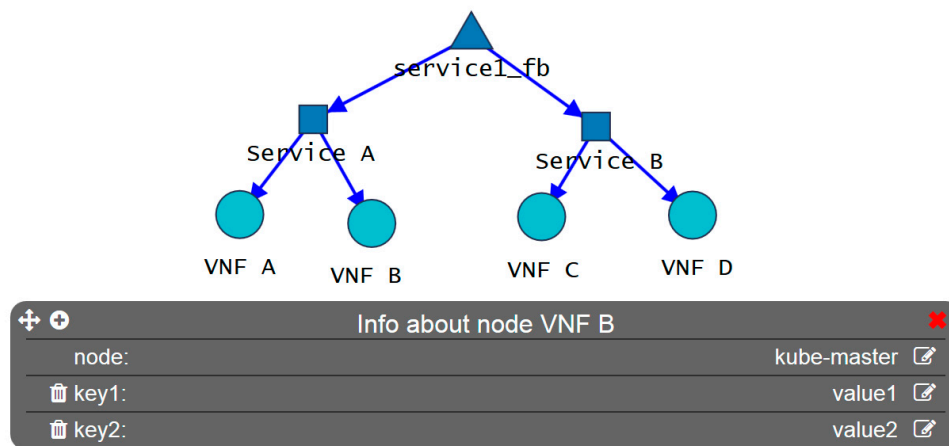 service1_fb
Service A
Service B
VNF A
VNF B
VNF C
VNF D
Info about node VNF B
node: kube-master
key1: value1
key2: value2